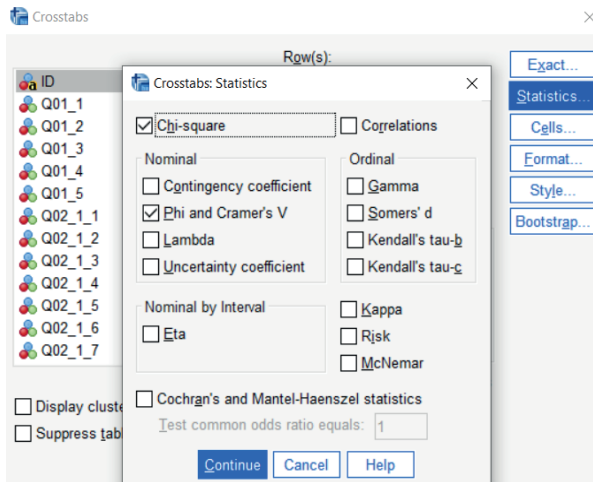 Crosstabs
Row(s):
ID
Q01_1
Q01_2
Q01_3
Q01_4
Q01_5
Q02_1_1
Q02_1_2
Q02_1_3
Q02_1_4
Q02_1_5
Q02_1_6
Q02_1_7
Display cluste
Suppress tabl
Exact...
Statistics...
Cells...
Format...
Style...
Bootstrap...
Crosstabs: Statistics
Chi-square
Correlations
Nominal
Contingency coefficient
Phi and Cramer's V
Lambda
Uncertainty coefficient
Ordinal
Gamma
Somers' d
Kendall's tau-b
Kendall's tau-c
Nominal by Interval
Eta
Kappa
Risk
McNemar
Cochran's and Mantel-Haenszel statistics
Test common odds ratio equals: 1
Continue
Cancel
Help